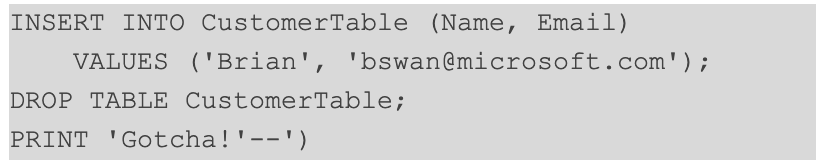 INSERT INTO CustomerTable (Name, Email)
VALUES ('Brian', 'bswan@microsoft.com');
DROP TABLE CustomerTable;
PRINT 'Gotcha!'--')